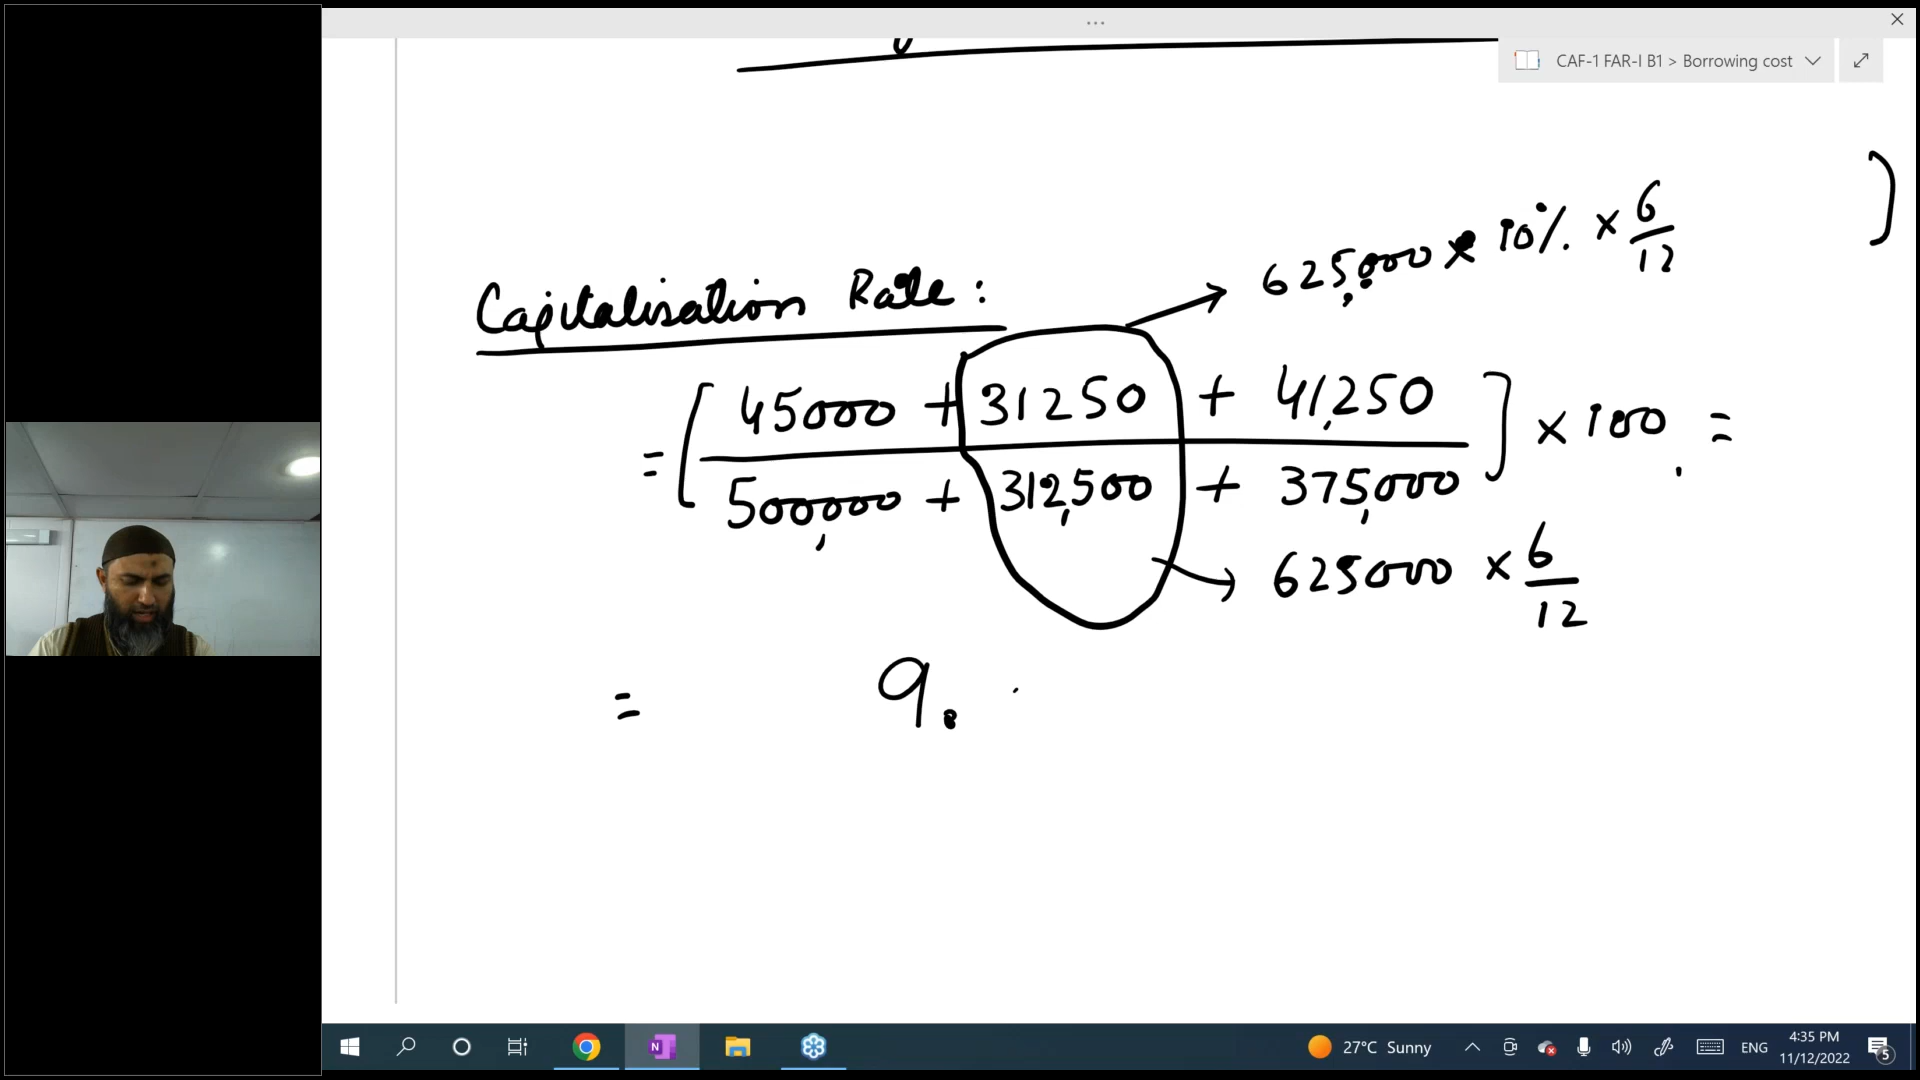 CAF-1 FAR-I B1 > Borrowing cost
625,000 × 10% × 6/12
Capitalisation Rate:
= [ 45000 + 31250 + 41,250 / 500,000 + 312,500 + 375,000 ] × 100 =
625000 × 6/12
= 9.
27°C Sunny
ENG
4:35 PM
11/12/2022
5